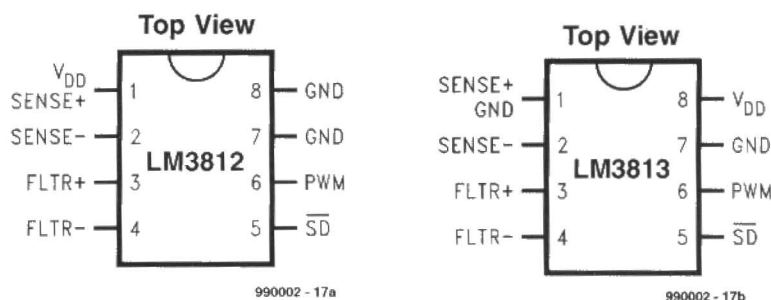 Top View
V_DD
SENSE+ 1 8 GND
SENSE- 2 7 GND
LM3812
FLTR+ 3 6 PWM
FLTR- 4 5 S̅D̅
990002 - 17a
Top View
SENSE+
GND 1 8 V_DD
SENSE- 2 7 GND
LM3813
FLTR+ 3 6 PWM
FLTR- 4 5 S̅D̅
990002 - 17b